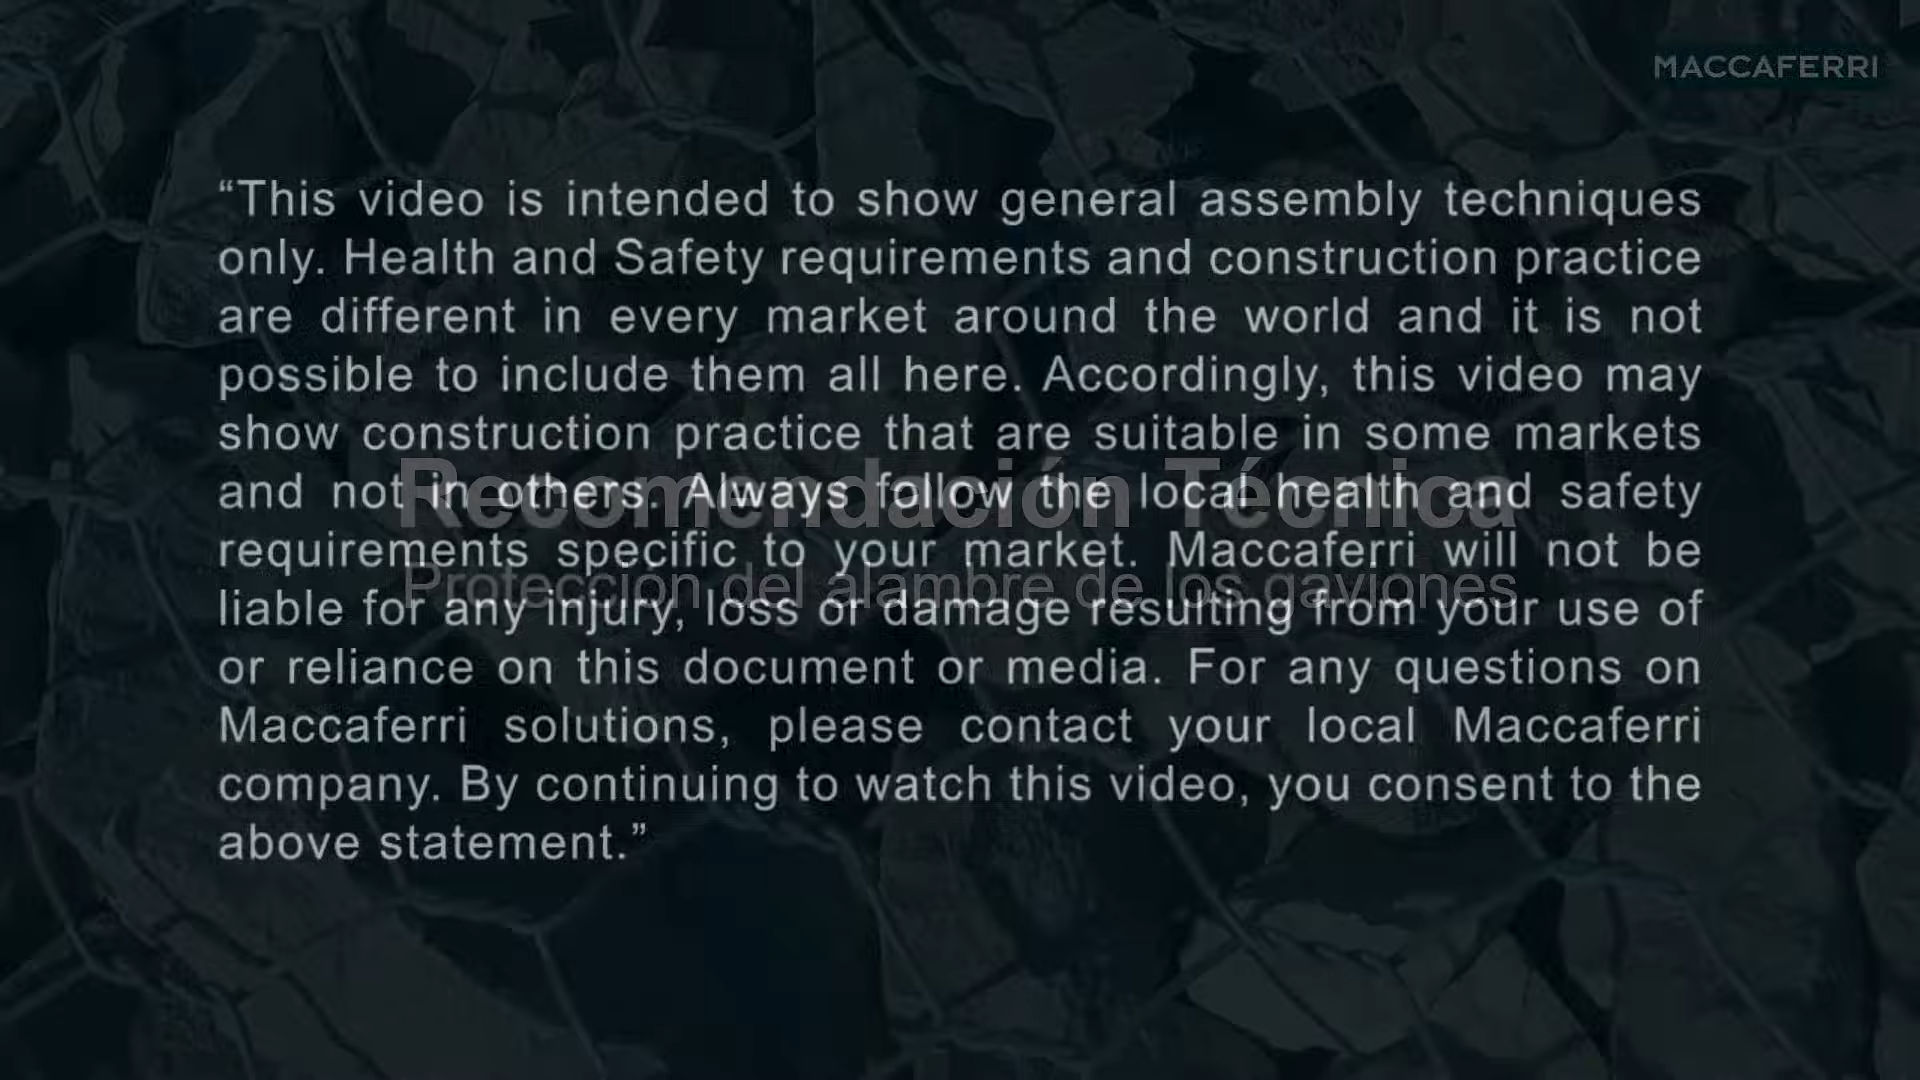 MACCAFERRI
“This video is intended to show general assembly techniques
only. Health and Safety requirements and construction practice
are different in every market around the world and it is not
possible to include them all here. Accordingly, this video may
show construction practice that are suitable in some markets
and not in others. Always follow the local health and safety
Recomendación Técnica
requirements specific to your market. Maccaferri will not be
Protección del alambre de los gaviones
liable for any injury, loss or damage resulting from your use of
or reliance on this document or media. For any questions on
Maccaferri solutions, please contact your local Maccaferri
company. By continuing to watch this video, you consent to the
above statement.”